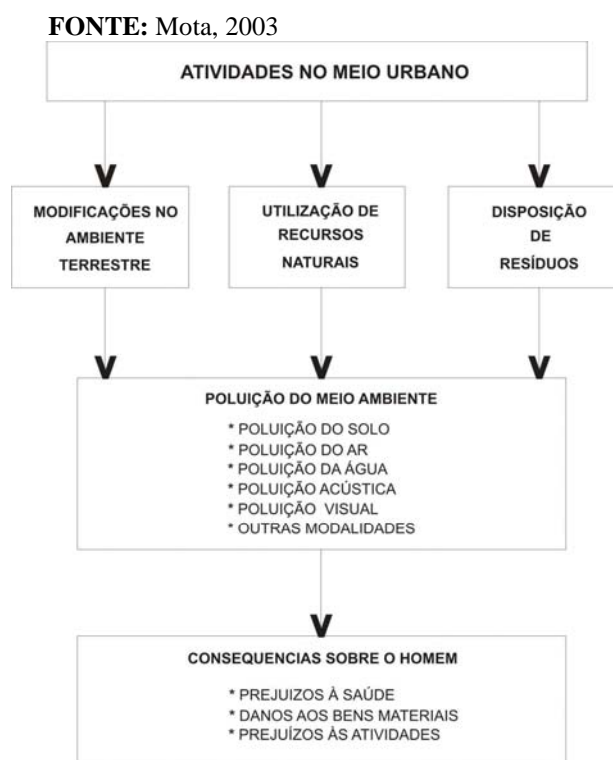 FONTE: Mota, 2003
ATIVIDADES NO MEIO URBANO
MODIFICAÇÕES NO
AMBIENTE
TERRESTRE
UTILIZAÇÃO DE
RECURSOS
NATURAIS
DISPOSIÇÃO
DE
RESÍDUOS
POLUIÇÃO DO MEIO AMBIENTE
* POLUIÇÃO DO SOLO
* POLUIÇÃO DO AR
* POLUIÇÃO DA ÁGUA
* POLUIÇÃO ACÚSTICA
* POLUIÇÃO VISUAL
* OUTRAS MODALIDADES
CONSEQUENCIAS SOBRE O HOMEM
* PREJUIZOS À SAÚDE
* DANOS AOS BENS MATERIAIS
* PREJUÍZOS ÀS ATIVIDADES